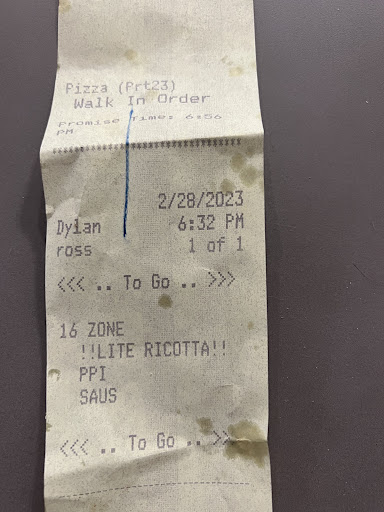 Pizza (Prt23)
Walk In Order
Promise Time: 6:56
PM
2/28/2023
Dylan 6:32 PM
ross 1 of 1
<<< .. To Go .. >>>
16 ZONE
!!LITE RICOTTA!!
PPI
SAUS
<<< .. To Go .. >>